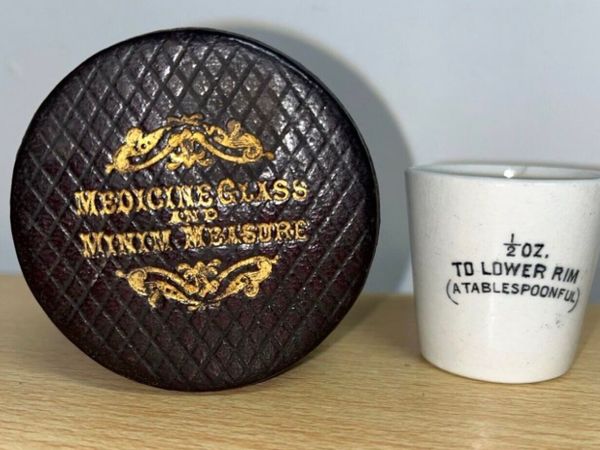 MEDICINE GLASS
AND
MINIM MEASURE
½ OZ.
TO LOWER RIM
(A TABLESPOONFUL)